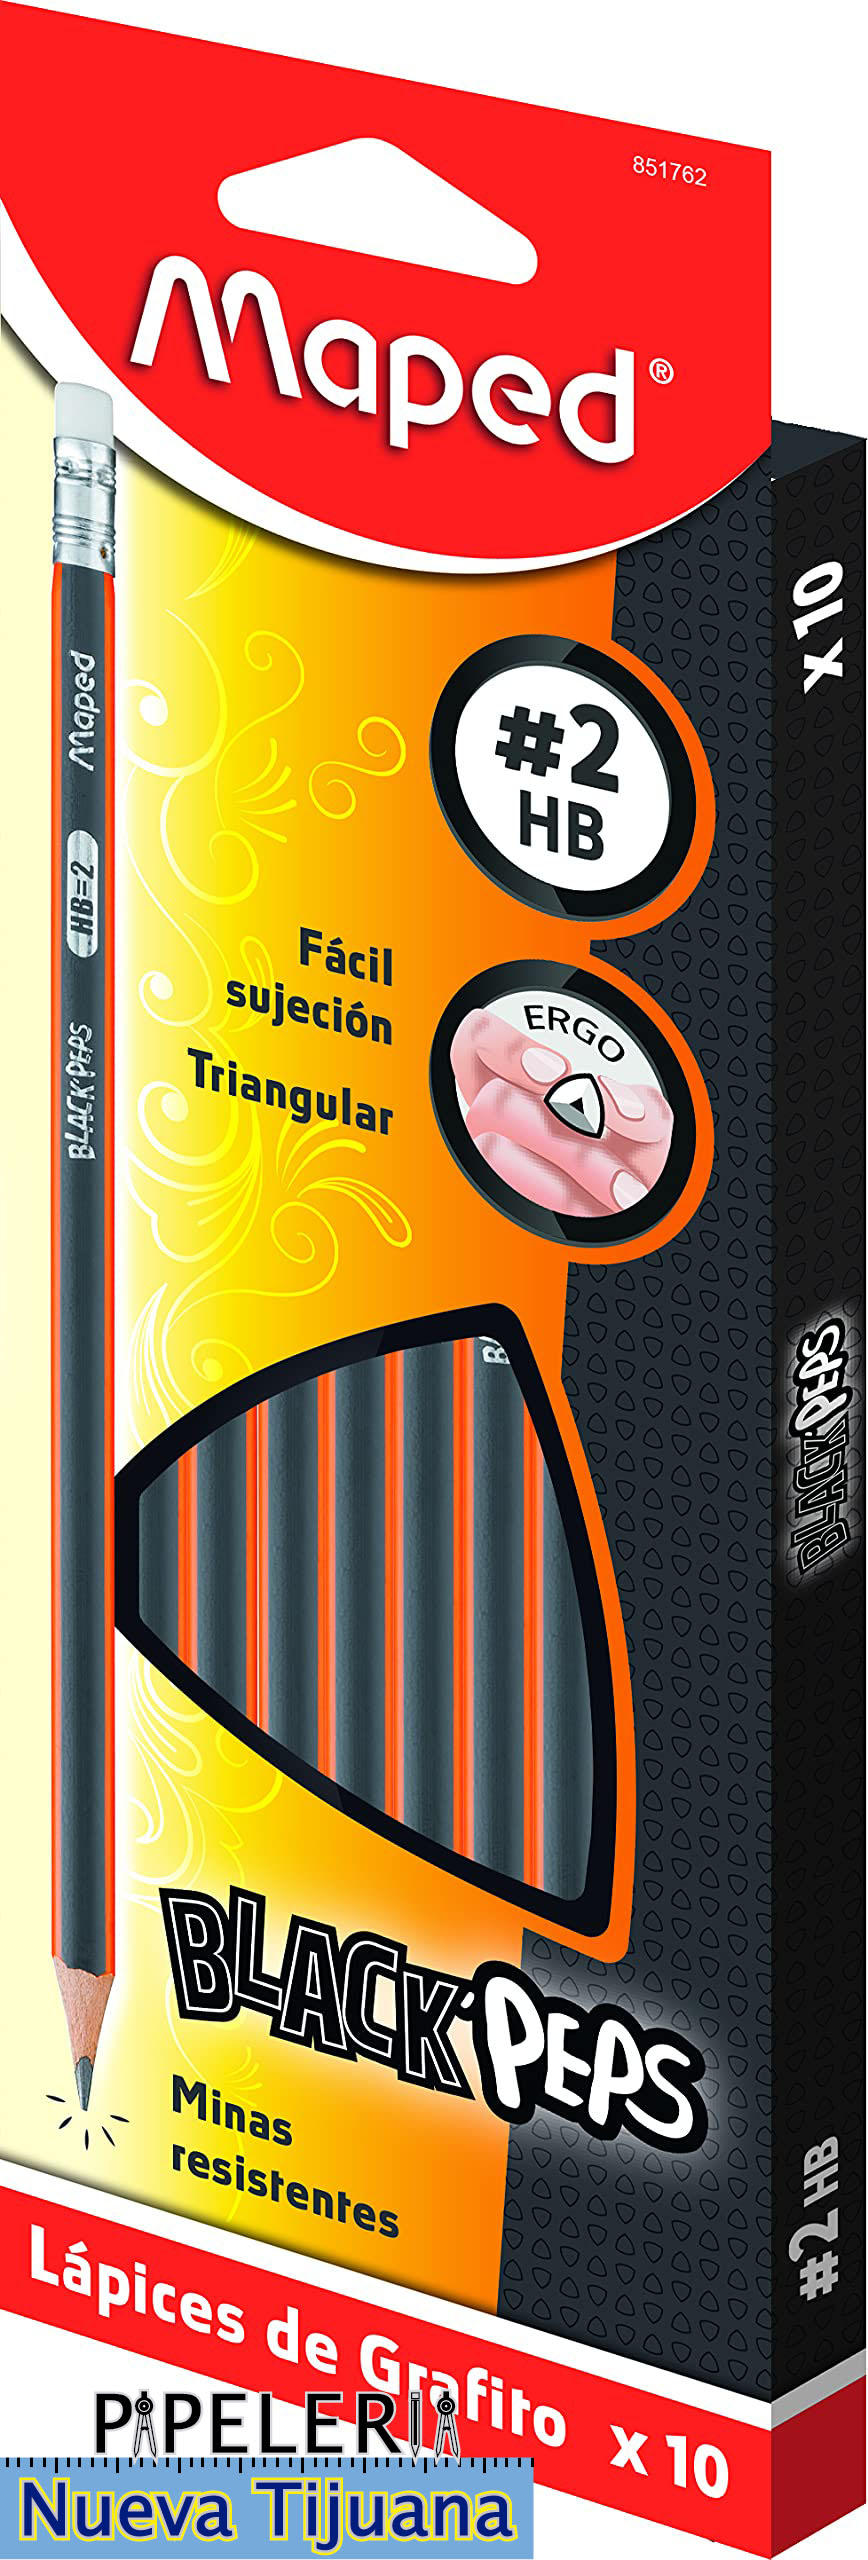 851762
Maped®
x 10
#2
HB
Maped
HB=2
BLACK'PEPS
Fácil
sujeción
Triangular
ERGO
B
BLACK'PEPS
BLACK'PEPS
Minas
resistentes
#2 HB
Lápices de Grafito x 10
PAPELERIA
Nueva Tijuana